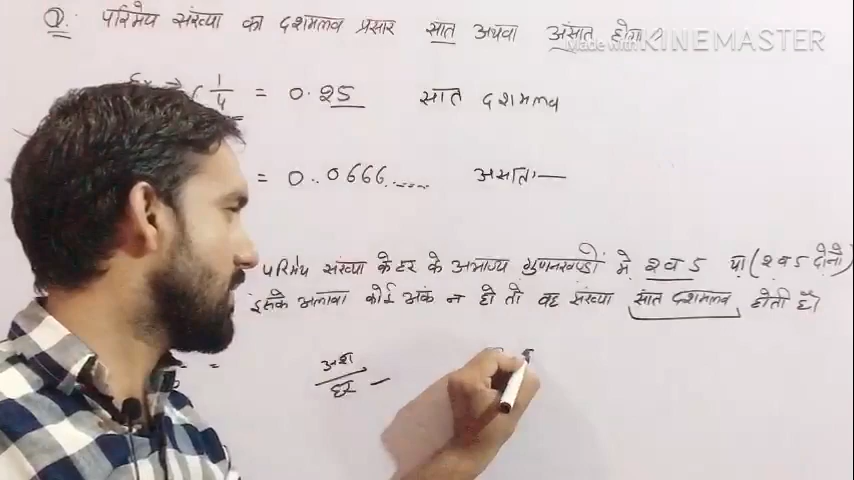 Q. परिमेय संख्या का दशमलव प्रसार सांत अथवा असांत होगा?
Made with KINEMASTER
1/4 = 0.25 सांत दशमलव
= 0.0666..... असांत
परिमेय संख्या के हर के अभाज्य गुणनखण्डों में 2 व 5 या (2 व 5 दोनों)
इसके अलावा कोई अंक न हो तो वह संख्या सांत दशमलव होती है।
=
अंश
हर